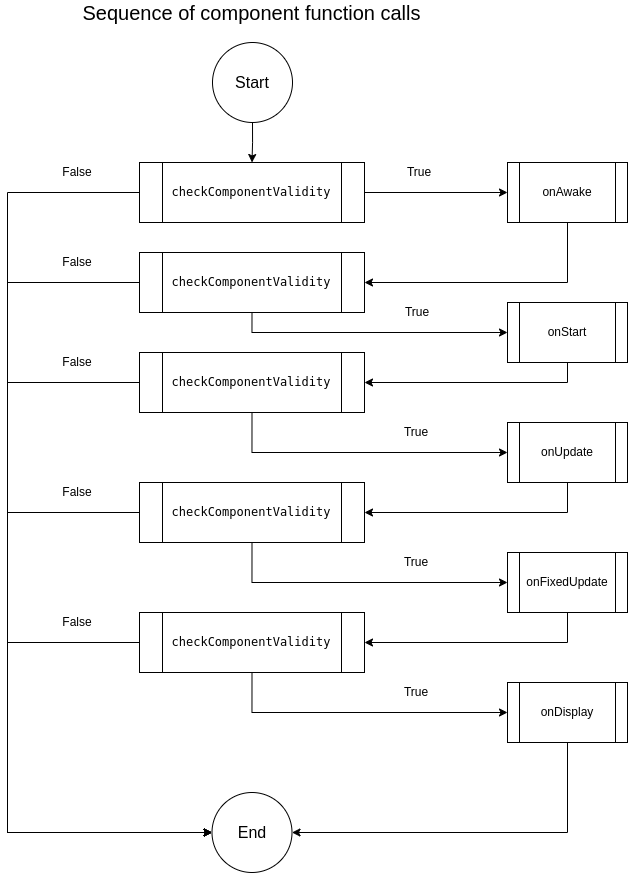 Sequence of component function calls
Start
False
checkComponentValidity
True
onAwake
False
checkComponentValidity
True
onStart
False
checkComponentValidity
True
onUpdate
False
checkComponentValidity
True
onFixedUpdate
False
checkComponentValidity
True
onDisplay
End